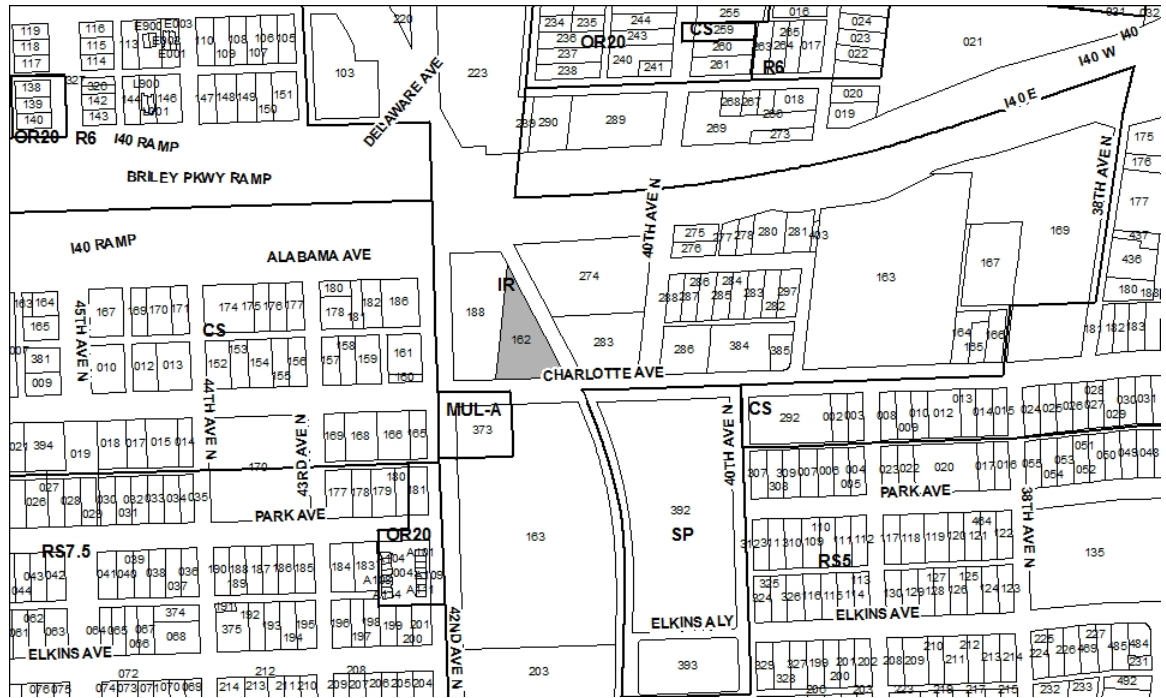 119 116 E900 E003 220 234 235 244 255 016 024 031 032
118 115 113 E002 110 108 106 105 236 243 CS 259 265 023
117 114 E001 109 107 237 OR20 260 263 264 017 022 021 I40
103 223 238 240 241 261 R6 I40 W
138 327 326 L900
139 142 144 146 147 148 149 151 DELAWARE AVE 268 267 018 020 I40 E
140 143 L001 150 290 289 266 019
OR20 R6 I40 RAMP 269 273 175
BRILEY PKWY RAMP 176
38TH AVE N 177
I40 RAMP 40TH AVE N 275 277 278 280 281 169
ALABAMA AVE 276 437
IR 274 163 167 436
163 164 167 169 170 171 174 175 176 177 180 182 186 188 286 284 297 180
165 45TH AVE N CS 178 181 288 287 285 283 282
381 010 012 013 153 158 161 162 283 286 384 164 166 181 182 183
009 152 154 156 157 159 385 165
155 160 CHARLOTTE AVE
44TH AVE N 43RD AVE N MUL-A 40TH AVE N CS 013 028
373 292 002 003 008 010 012 014 015 024 025 026 027 030 031
394 018 017 015 014 169 168 166 165 009 029
019 170 051
027 180 307 309 007 006 004 023 022 020 017 016 055 053 050 049 048
026 028 030 032 033 034 035 177 178 179 181 308 005 054 052
031 PARK AVE 392 PARK AVE
OR20 163 SP 110 464
RS7.5 039 A101 311 310 109 111 112 117 118 119 120 121 122 38TH AVE N 135
043 042 041 040 038 036 190 188 187 186 185 184 183 A104 RS5
044 037 189 A109 325 113 127 125
A111 324 326 116 115 114 130 129 128 126 124 123
062 374 191 192 42ND AVE N ELKINS ALY ELKINS AVE
061 063 064 065 067 068 375 193 195 196 198 199 201 225 227
066 194 197 200 210 212 224 226 469 485 484
ELKINS AVE 393 329 327 199 201 202 208 209 211 213 214 231
072 212 208 203 328 200 492
076 075 074 073 070 069 214 213 211 210 209 207 206 205 204 232 233